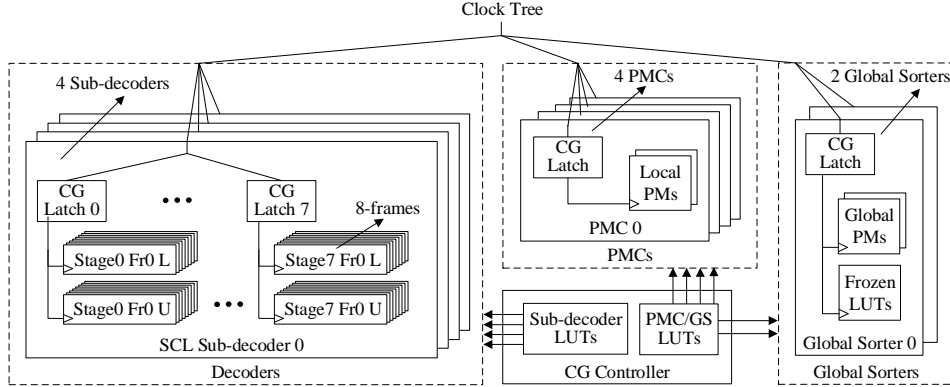 Clock Tree
4 Sub-decoders
CG
Latch 0
CG
Latch 7
8-frames
Stage0 Fr0 L
Stage7 Fr0 L
Stage0 Fr0 U
Stage7 Fr0 U
SCL Sub-decoder 0
Decoders
4 PMCs
CG
Latch
Local
PMs
PMC 0
PMCs
Sub-decoder
LUTs
PMC/GS
LUTs
CG Controller
2 Global Sorters
CG
Latch
Global
PMs
Frozen
LUTs
Global Sorter 0
Global Sorters